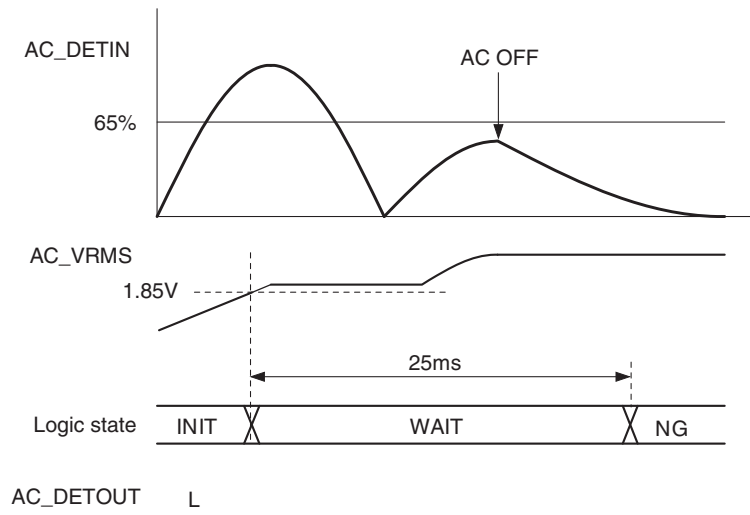 AC_DETIN
AC OFF
65%
AC_VRMS
1.85V
25ms
Logic state INIT WAIT NG
AC_DETOUT L